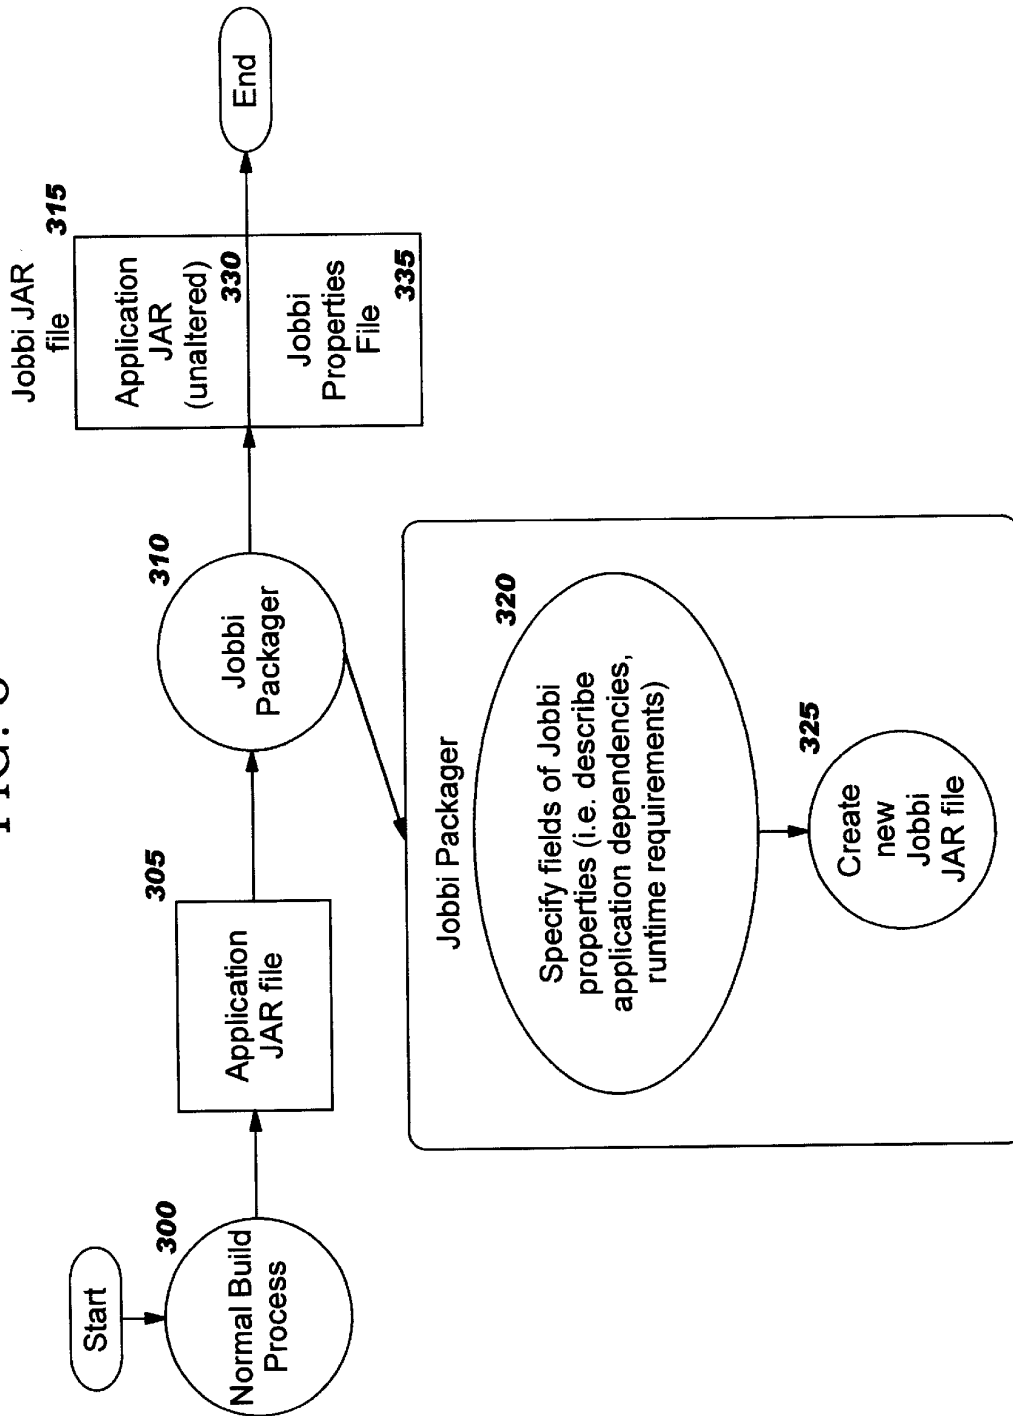 FIG.
Start
300
Normal Build
Process
305
Application
JAR file
310
Jobbi
Packager
Jobbi JAR
file
315
Application
JAR
(unaltered)
330
Jobbi
Properties
File
335
End
Jobbi Packager
320
Specify fields of Jobbi
properties (i.e. describe
application dependencies,
runtime requirements)
325
Create
new
Jobbi
JAR file